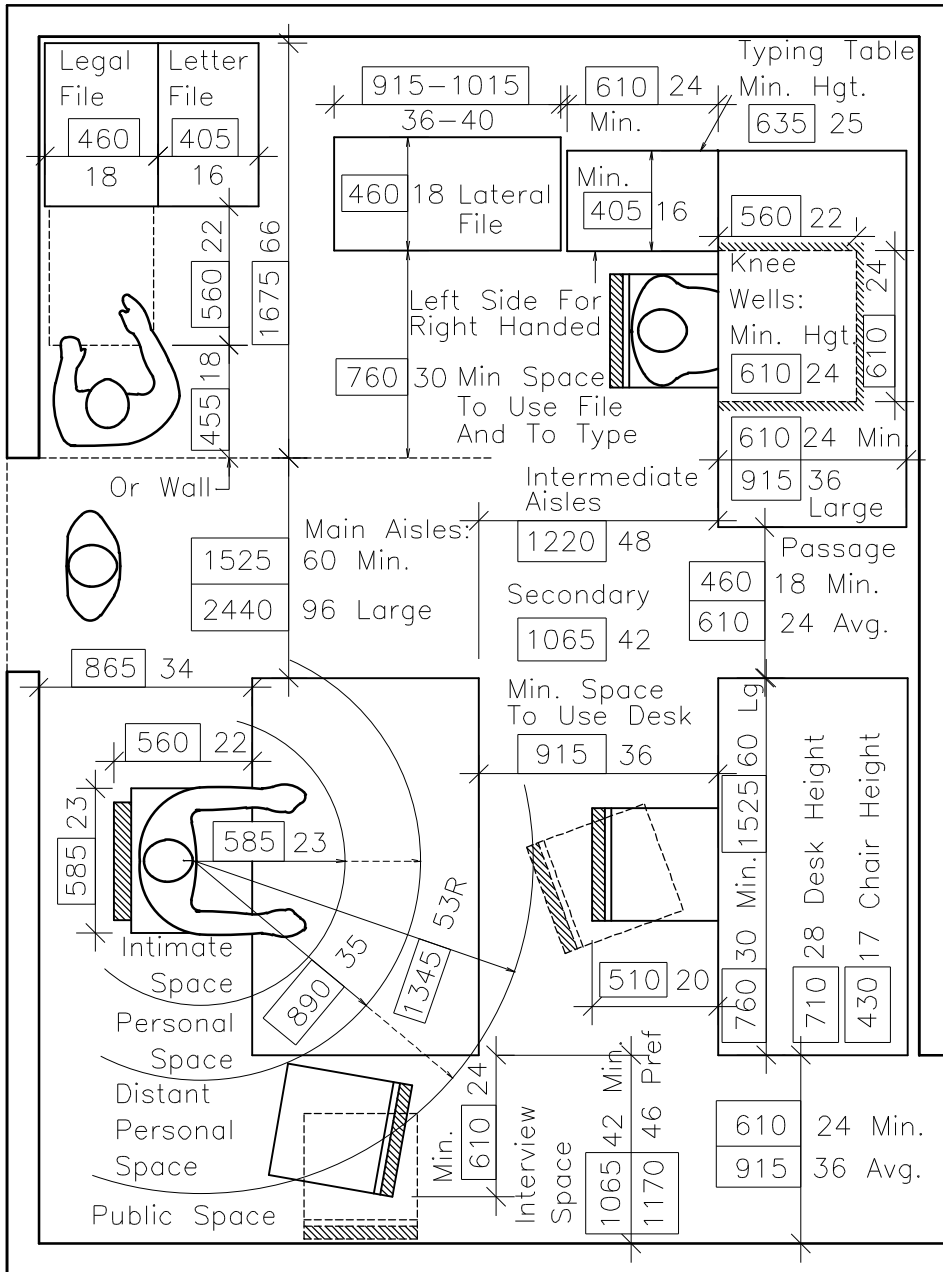 Legal
File
460
18
Letter
File
405
16
915-1015
36-40
610 24
Min.
Typing Table
Min. Hgt.
635 25
460 18 Lateral
File
Min.
405 16
560 22
560 22
1675 66
455 18
Left Side For
Right Handed
Knee
Wells:
Min. Hgt.
610 24
610 24
760 30 Min Space
To Use File
And To Type
610 24 Min.
915 36
Large
Or Wall
Intermediate
Aisles
1220 48
Main Aisles:
1525 60 Min.
2440 96 Large
Secondary
1065 42
Passage
460 18 Min.
610 24 Avg.
865 34
Min. Space
To Use Desk
915 36
560 22
585 23
585 23
760 30 Min. 1525 60 Lg
710 28 Desk Height
430 17 Chair Height
Intimate
Space
Personal
Space
Distant
Personal
Space
Public Space
890 35
1345 53R
510 20
Min.
610 24
Interview
Space
1065 42 Min.
1170 46 Pref
610 24 Min.
915 36 Avg.